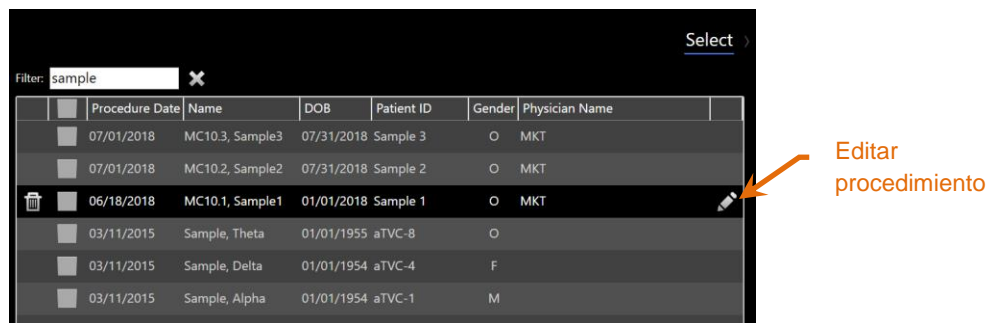 Select
Filter: sample
Procedure Date Name DOB Patient ID Gender Physician Name
07/01/2018 MC10.3, Sample3 07/31/2018 Sample 3 O MKT
07/01/2018 MC10.2, Sample2 07/31/2018 Sample 2 O MKT
06/18/2018 MC10.1, Sample1 01/01/2018 Sample 1 O MKT
03/11/2015 Sample, Theta 01/01/1955 aTVC-8 O
03/11/2015 Sample, Delta 01/01/1954 aTVC-4 F
03/11/2015 Sample, Alpha 01/01/1954 aTVC-1 M
Editar
procedimiento